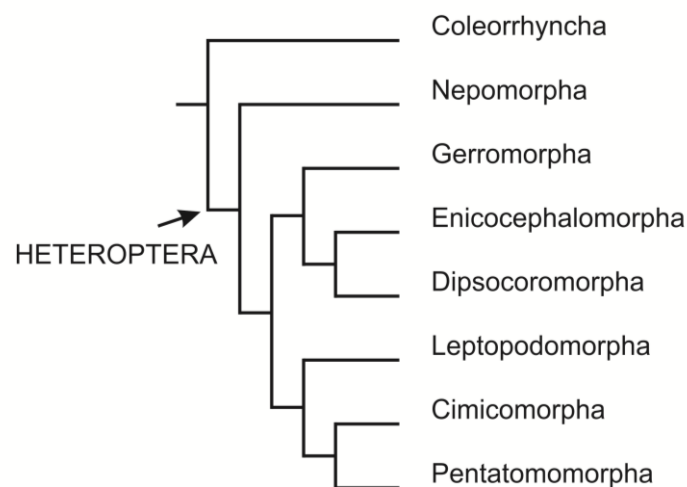 Coleorrhyncha
Nepomorpha
Gerromorpha
Enicocephalomorpha
HETEROPTERA
Dipsocoromorpha
Leptopodomorpha
Cimicomorpha
Pentatomomorpha